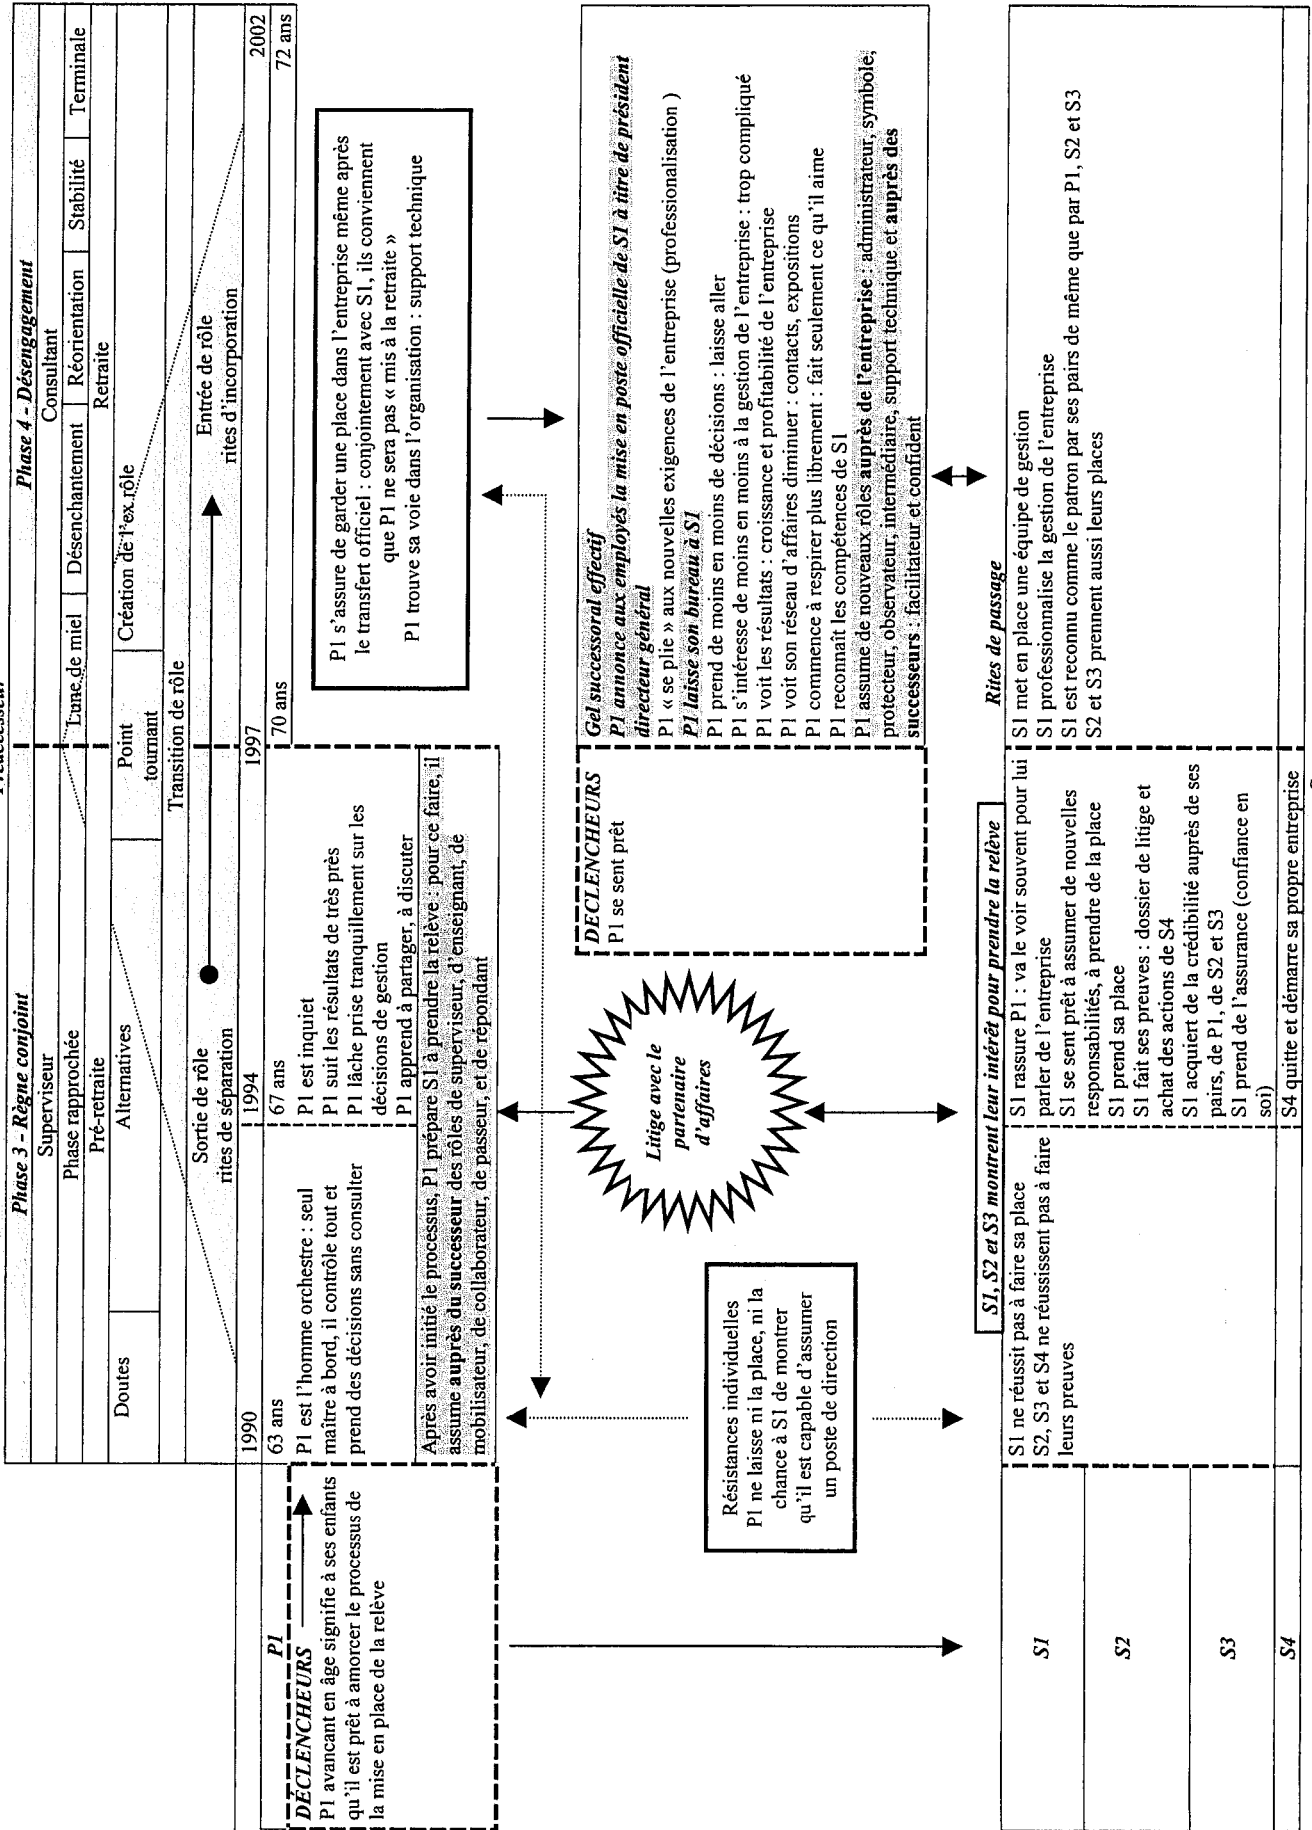 Prédécesseur
Phase 3 - Règne conjoint
Phase 4 - Désengagement
Superviseur
Consultant
Phase rapprochée
Lune de miel
Désenchantement
Réorientation
Stabilité
Terminale
Pré-retraite
Retraite
Doutes
Alternatives
Point
tournant
Création de l'ex.rôle
Transition de rôle
Sortie de rôle
rites de séparation
Entrée de rôle
rites d'incorporation
1990
1994
1997
2002
63 ans
67 ans
70 ans
72 ans
P1
DÉCLENCHEURS
P1 avancant en âge signifie à ses enfants
qu'il est prêt à amorcer le processus de
la mise en place de la relève
P1 est l'homme orchestre : seul
maître à bord, il contrôle tout et
prend des décisions sans consulter
P1 est inquiet
P1 suit les résultats de très près
P1 lâche prise tranquillement sur les
décisions de gestion
P1 apprend à partager, à discuter
Après avoir initié le processus, P1 prépare S1 à prendre la relève : pour ce faire, il
assume auprès du successeur des rôles de superviseur, d'enseignant, de
mobilisateur, de collaborateur, de passeur, et de répondant
P1 s'assure de garder une place dans l'entreprise même après
le transfert officiel : conjointement avec S1, ils conviennent
que P1 ne sera pas « mis à la retraite »
P1 trouve sa voie dans l'organisation : support technique
Résistances individuelles
P1 ne laisse ni la place, ni la
chance à S1 de montrer
qu'il est capable d'assumer
un poste de direction
Litige avec le
partenaire
d'affaires
DECLENCHEURS
P1 se sent prêt
Gel successoral effectif
P1 annonce aux employés la mise en poste officielle de S1 à titre de président
directeur général
P1 « se plie » aux nouvelles exigences de l'entreprise (professionalisation )
P1 laisse son bureau à S1
P1 prend de moins en moins de décisions : laisse aller
P1 s'intéresse de moins en moins à la gestion de l'entreprise : trop compliqué
P1 voit les résultats : croissance et profitabilité de l'entreprise
P1 voit son réseau d'affaires diminuer : contacts, expositions
P1 commence à respirer plus librement : fait seulement ce qu'il aime
P1 reconnaît les compétences de S1
P1 assume de nouveaux rôles auprès de l'entreprise : administrateur, symbole,
protecteur, observateur, intermédiaire, support technique et auprès des
successeurs : facilitateur et confident
S1, S2 et S3 montrent leur intérêt pour prendre la relève
Rites de passage
S1
S2
S3
S4
S1 ne réussit pas à faire sa place
S2, S3 et S4 ne réussissent pas à faire
leurs preuves
S1 rassure P1 : va le voir souvent pour lui
parler de l'entreprise
S1 se sent prêt à assumer de nouvelles
responsabilités, à prendre de la place
S1 prend sa place
S1 fait ses preuves : dossier de litige et
achat des actions de S4
S1 acquiert de la crédibilité auprès de ses
pairs, de P1, de S2 et S3
S1 prend de l'assurance (confiance en
soi)
S4 quitte et démarre sa propre entreprise
S1 met en place une équipe de gestion
S1 professionalise la gestion de l'entreprise
S1 est reconnu comme le patron par ses pairs de même que par P1, S2 et S3
S2 et S3 prennent aussi leurs places